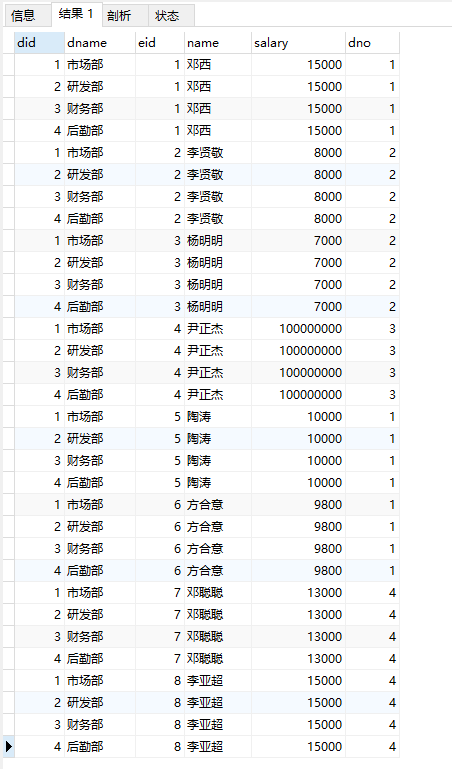 信息 结果 1 剖析 状态
did dname eid name salary dno
1 市场部 1 邓西 15000 1
2 研发部 1 邓西 15000 1
3 财务部 1 邓西 15000 1
4 后勤部 1 邓西 15000 1
1 市场部 2 李贤敬 8000 2
2 研发部 2 李贤敬 8000 2
3 财务部 2 李贤敬 8000 2
4 后勤部 2 李贤敬 8000 2
1 市场部 3 杨明明 7000 2
2 研发部 3 杨明明 7000 2
3 财务部 3 杨明明 7000 2
4 后勤部 3 杨明明 7000 2
1 市场部 4 尹正杰 100000000 3
2 研发部 4 尹正杰 100000000 3
3 财务部 4 尹正杰 100000000 3
4 后勤部 4 尹正杰 100000000 3
1 市场部 5 陶涛 10000 1
2 研发部 5 陶涛 10000 1
3 财务部 5 陶涛 10000 1
4 后勤部 5 陶涛 10000 1
1 市场部 6 方合意 9800 1
2 研发部 6 方合意 9800 1
3 财务部 6 方合意 9800 1
4 后勤部 6 方合意 9800 1
1 市场部 7 邓聪聪 13000 4
2 研发部 7 邓聪聪 13000 4
3 财务部 7 邓聪聪 13000 4
4 后勤部 7 邓聪聪 13000 4
1 市场部 8 李亚超 15000 4
2 研发部 8 李亚超 15000 4
3 财务部 8 李亚超 15000 4
4 后勤部 8 李亚超 15000 4